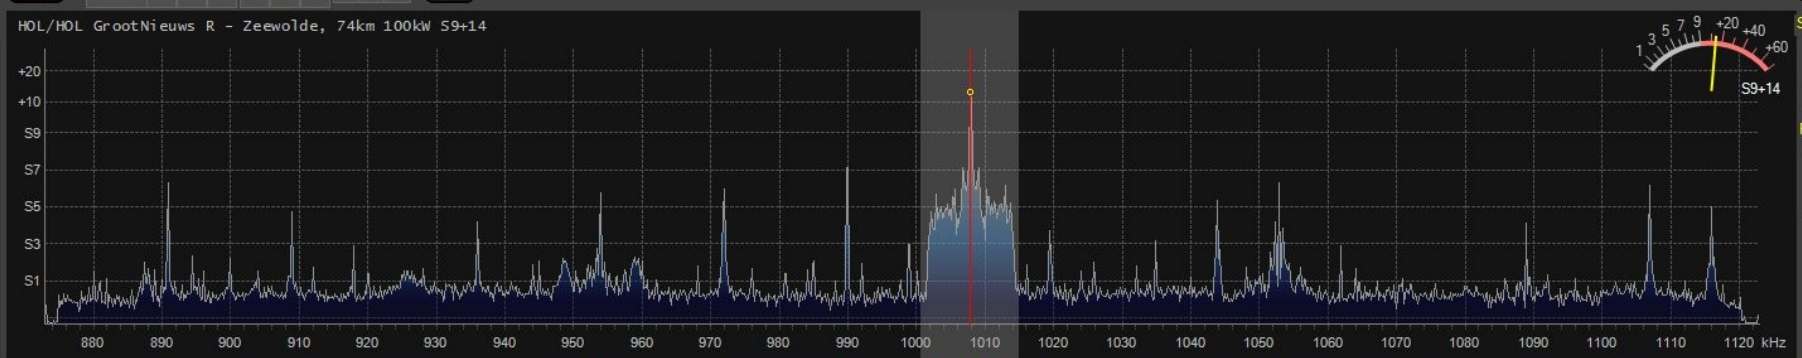 HOL/HOL GrootNieuws R - Zeewolde, 74km 100kW S9+14
1 3 5 7 9 +20 +40 +60
S9+14
+20
+10
S9
S7
S5
S3
S1
880 890 900 910 920 930 940 950 960 970 980 990 1000 1010 1020 1030 1040 1050 1060 1070 1080 1090 1100 1110 1120 kHz